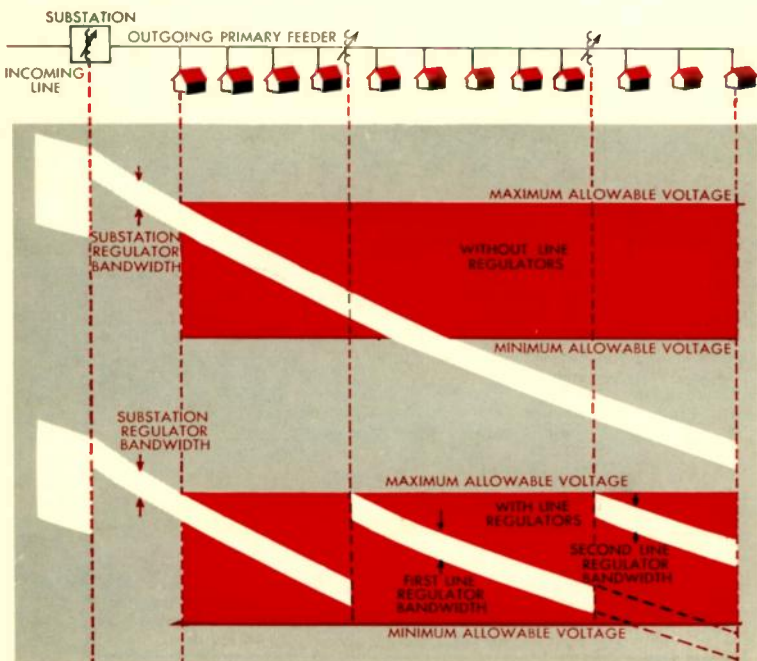 SUBSTATION
OUTGOING PRIMARY FEEDER
INCOMING
LINE
MAXIMUM ALLOWABLE VOLTAGE
SUBSTATION
REGULATOR
BANDWIDTH
WITHOUT LINE
REGULATORS
MINIMUM ALLOWABLE VOLTAGE
SUBSTATION
REGULATOR
BANDWIDTH
MAXIMUM ALLOWABLE VOLTAGE
WITH LINE
REGULATORS
SECOND LINE
REGULATOR
BANDWIDTH
FIRST LINE
REGULATOR
BANDWIDTH
MINIMUM ALLOWABLE VOLTAGE